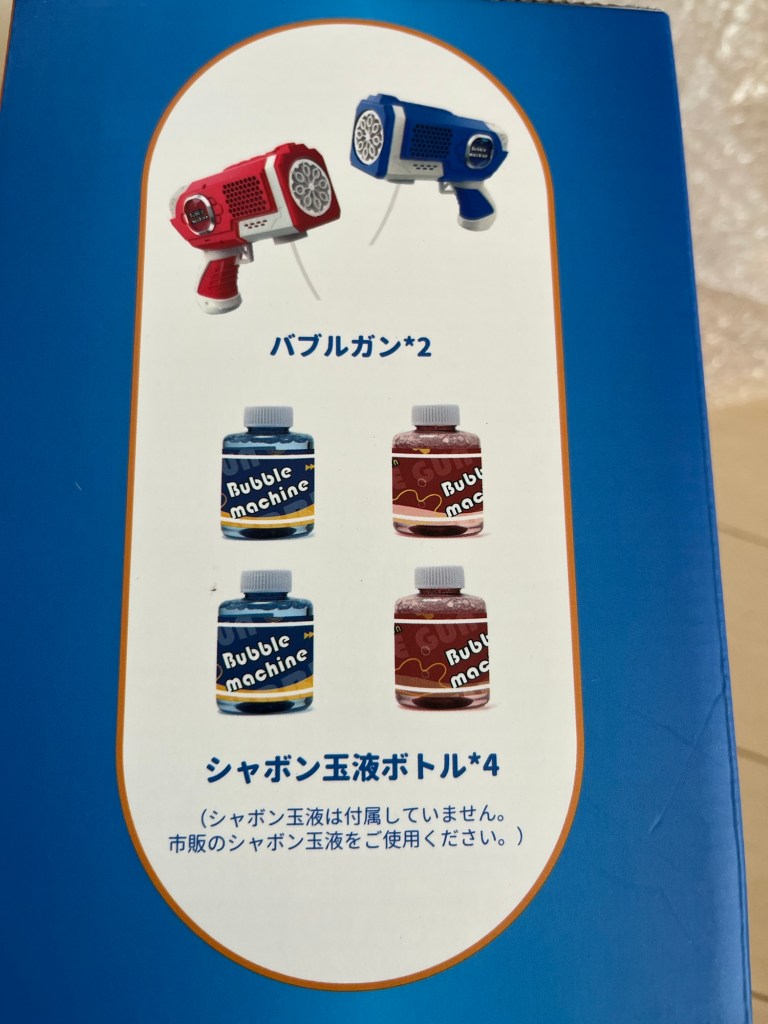 バブルガン*2
Bubble
machine
Bubb
mac
Bubble
machine
Bubb
mac
シャボン玉液ボトル*4
（シャボン玉液は付属していません。
市販のシャボン玉液をご使用ください。）